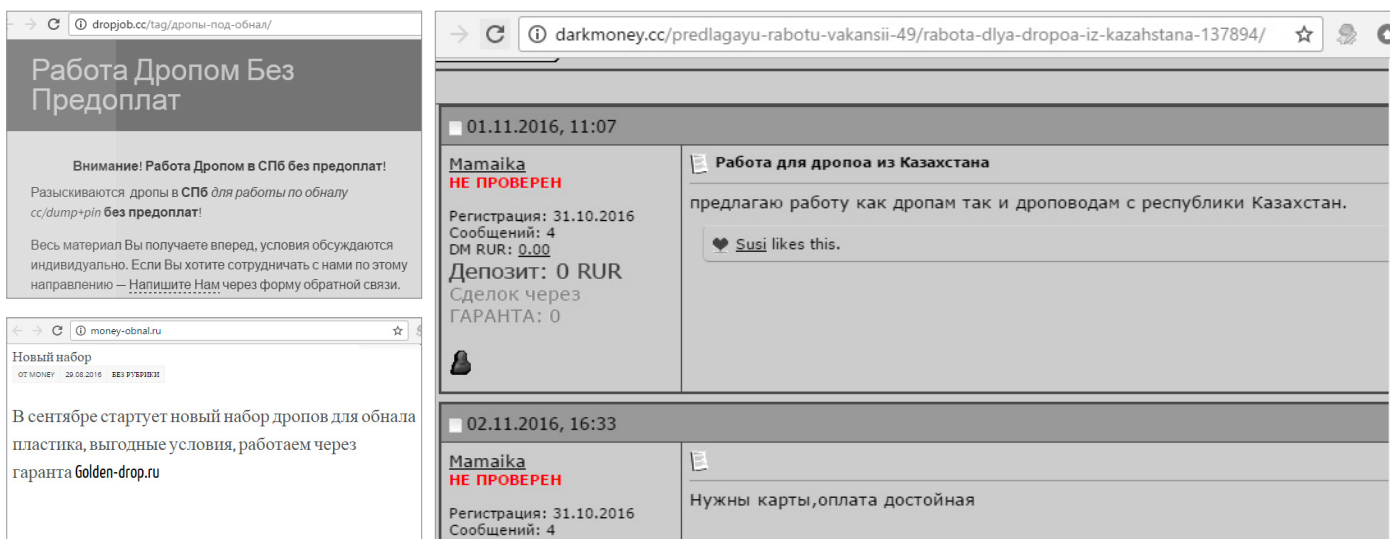 dropjob.cc/tag/дропы-под-обнал/
Работа Дропом Без
Предоплат
Внимание! Работа Дропом в СПб без предоплат!
Разыскиваются дропы в СПб для работы по обналу
cc/dump+pin без предоплат!
Весь материал Вы получаете вперед, условия обсуждаются
индивидуально. Если Вы хотите сотрудничать с нами по этому
направлению — Напишите Нам через форму обратной связи.
money-obnal.ru
Новый набор
ОТ MONEY 29.08.2016 БЕЗ РУБРИКИ
В сентябре стартует новый набор дропов для обнала
пластика, выгодные условия, работаем через
гаранта Golden-drop.ru
darkmoney.cc/predlagayu-rabotu-vakansii-49/rabota-dlya-dropoa-iz-kazahstana-137894/
01.11.2016, 11:07
Mamaika
НЕ ПРОВЕРЕН
Регистрация: 31.10.2016
Сообщений: 4
DM RUR: 0.00
Депозит: 0 RUR
Сделок через
ГАРАНТА: 0
Работа для дропоа из Казахстана
предлагаю работу как дропам так и дроповодам с республики Казахстан.
Susi likes this.
02.11.2016, 16:33
Mamaika
НЕ ПРОВЕРЕН
Регистрация: 31.10.2016
Сообщений: 4
Нужны карты,оплата достойная